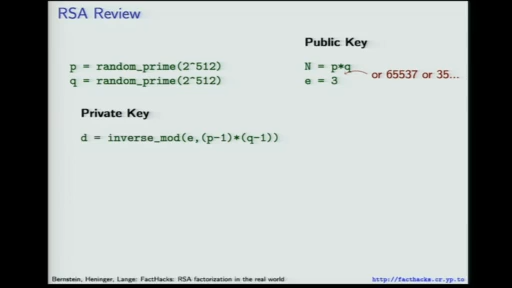 RSA Review
Public Key
p = random_prime(2^512)
q = random_prime(2^512)
N = p*q
e = 3
or 65537 or 35...
Private Key
d = inverse_mod(e,(p-1)*(q-1))
Bernstein, Heninger, Lange: FactHacks: RSA factorization in the real world
http://facthacks.cr.yp.to